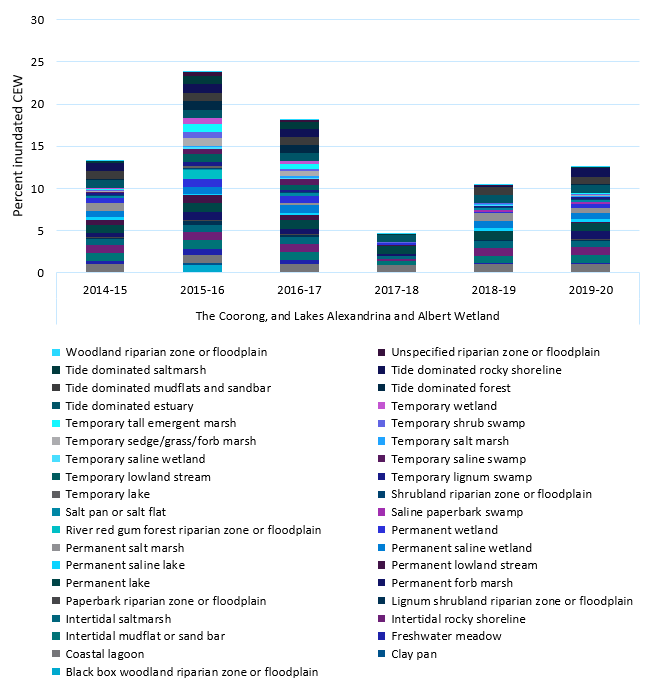 30
25
20
15
10
5
0
Percent inundated CEW
2014-15 2015-16 2016-17 2017-18 2018-19 2019-20
The Coorong, and Lakes Alexandrina and Albert Wetland
Woodland riparian zone or floodplain Unspecified riparian zone or floodplain
Tide dominated saltmarsh Tide dominated rocky shoreline
Tide dominated mudflats and sandbar Tide dominated forest
Tide dominated estuary Temporary wetland
Temporary tall emergent marsh Temporary shrub swamp
Temporary sedge/grass/forb marsh Temporary salt marsh
Temporary saline wetland Temporary saline swamp
Temporary lowland stream Temporary lignum swamp
Temporary lake Shrubland riparian zone or floodplain
Salt pan or salt flat Saline paperbark swamp
River red gum forest riparian zone or floodplain Permanent wetland
Permanent salt marsh Permanent saline wetland
Permanent saline lake Permanent lowland stream
Permanent lake Permanent forb marsh
Paperbark riparian zone or floodplain Lignum shrubland riparian zone or floodplain
Intertidal saltmarsh Intertidal rocky shoreline
Intertidal mudflat or sand bar Freshwater meadow
Coastal lagoon Clay pan
Black box woodland riparian zone or floodplain